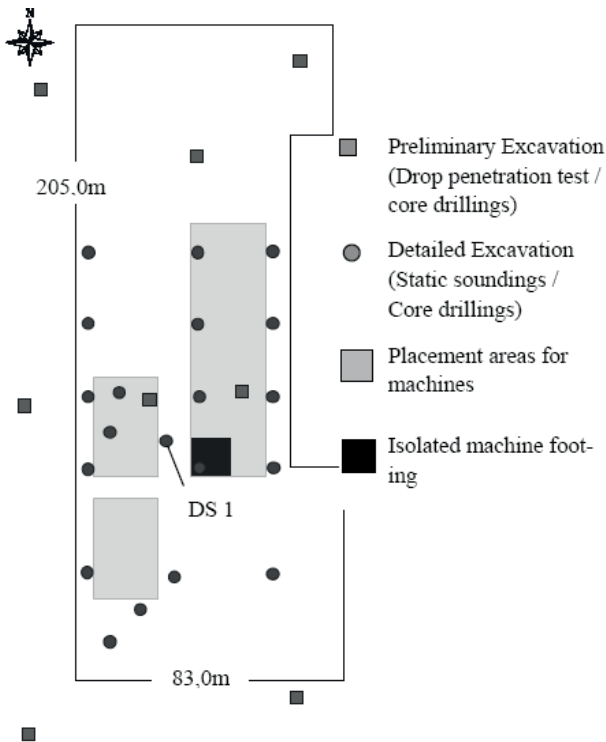 N
205,0m
Preliminary Excavation
(Drop penetration test /
core drillings)
Detailed Excavation
(Static soundings /
Core drillings)
Placement areas for
machines
Isolated machine foot-
ing
DS 1
83,0m